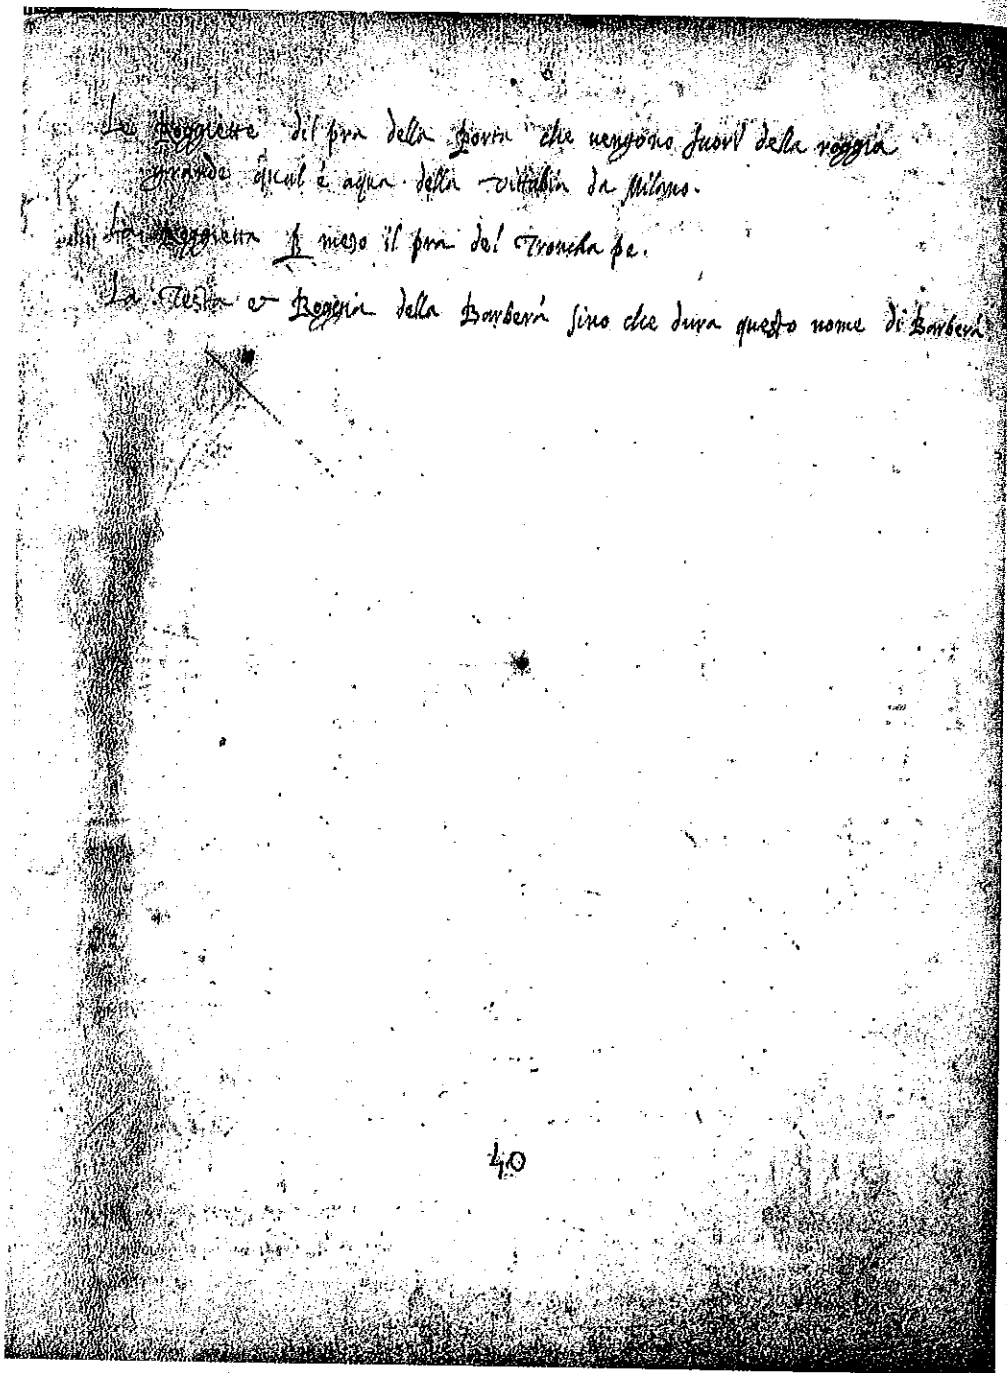 Le Roggiette dil pra della porta che vengono fuori della roggia
grande qual è aqua della vittabia da Milano.
La Roggietta ꝑ mezo il pra del Troncha pe.
La Testa et Roggia della Barbera sino che dura questo nome di Barbera
40